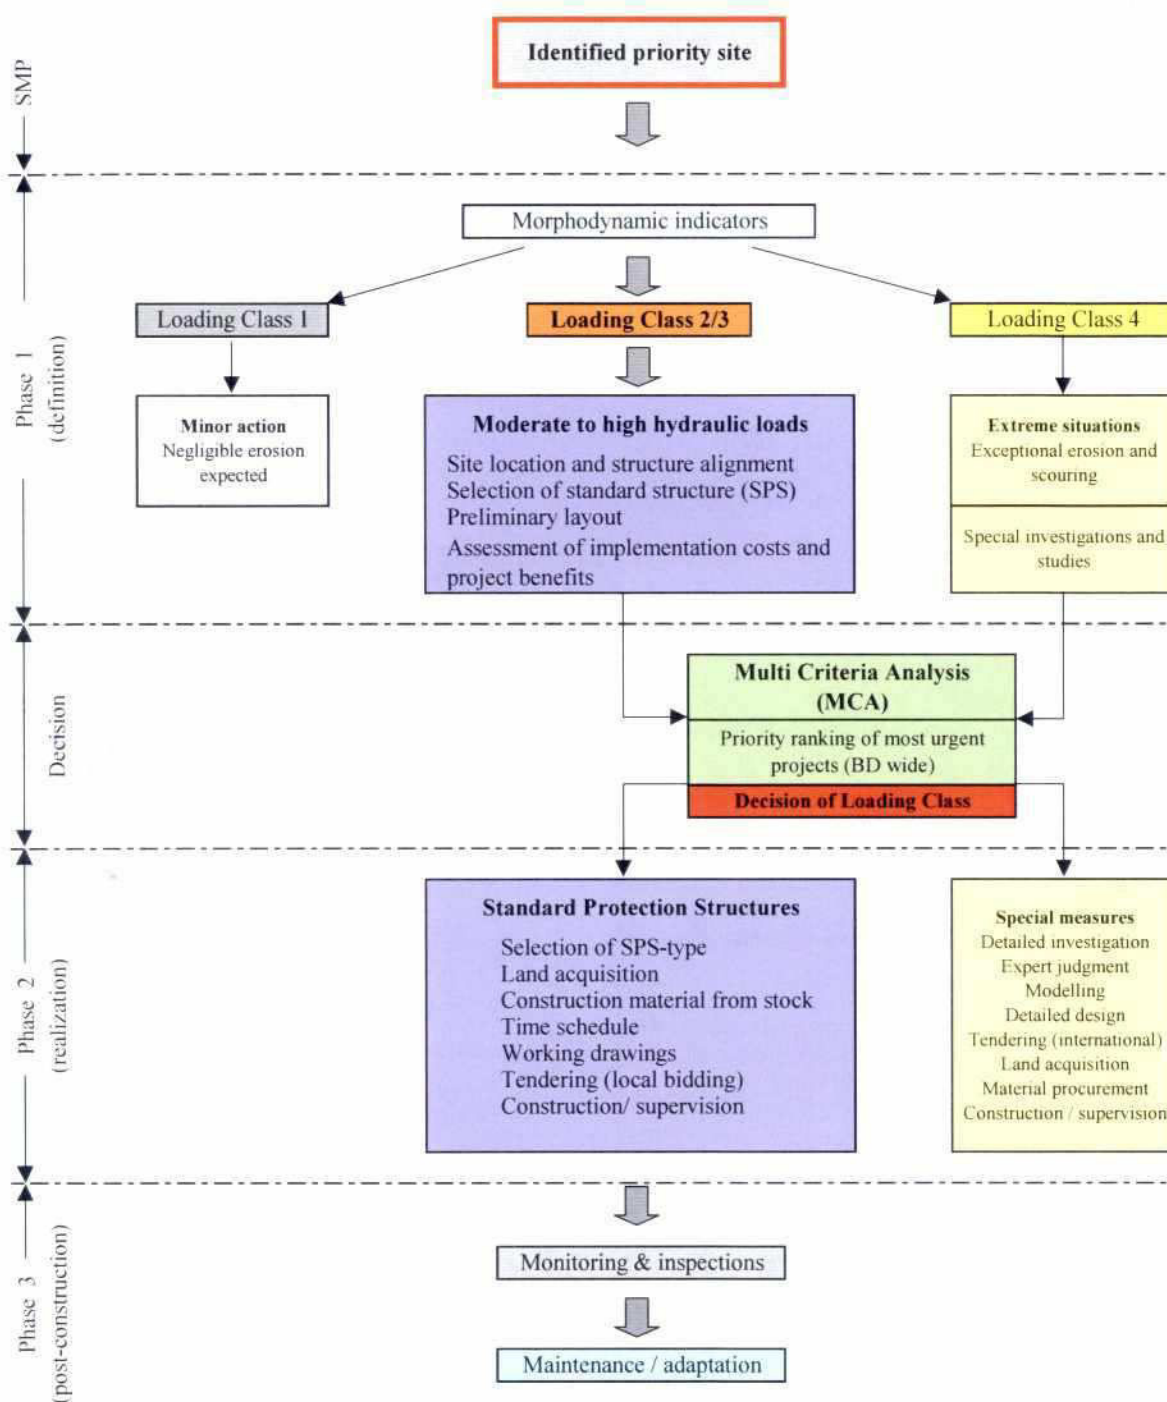 Identified priority site
SMP
Morphodynamic indicators
Loading Class 1
Loading Class 2/3
Loading Class 4
Phase 1
(definition)
Minor action
Negligible erosion
expected
Moderate to high hydraulic loads
Site location and structure alignment
Selection of standard structure (SPS)
Preliminary layout
Assessment of implementation costs and
project benefits
Extreme situations
Exceptional erosion and
scouring
Special investigations and
studies
Decision
Multi Criteria Analysis
(MCA)
Priority ranking of most urgent
projects (BD wide)
Decision of Loading Class
Phase 2
(realization)
Standard Protection Structures
Selection of SPS-type
Land acquisition
Construction material from stock
Time schedule
Working drawings
Tendering (local bidding)
Construction/ supervision
Special measures
Detailed investigation
Expert judgment
Modelling
Detailed design
Tendering (international)
Land acquisition
Material procurement
Construction / supervision
Phase 3
(post-construction)
Monitoring & inspections
Maintenance / adaptation